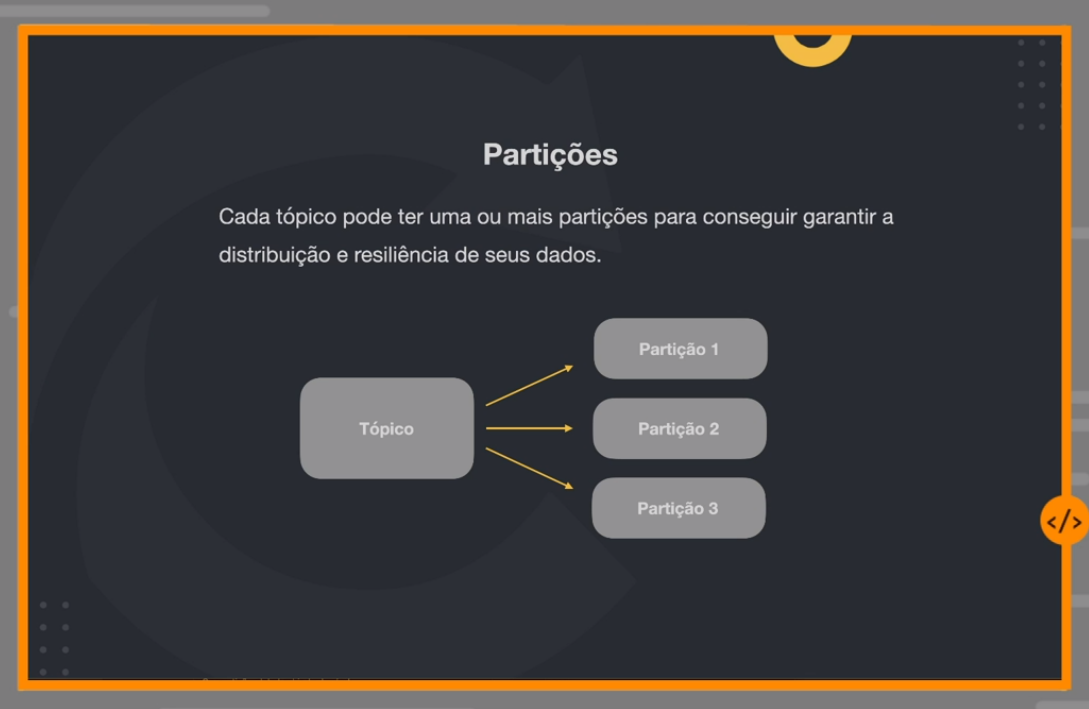 Partições
Cada tópico pode ter uma ou mais partições para conseguir garantir a
distribuição e resiliência de seus dados.
Partição 1
Tópico
Partição 2
Partição 3
</>